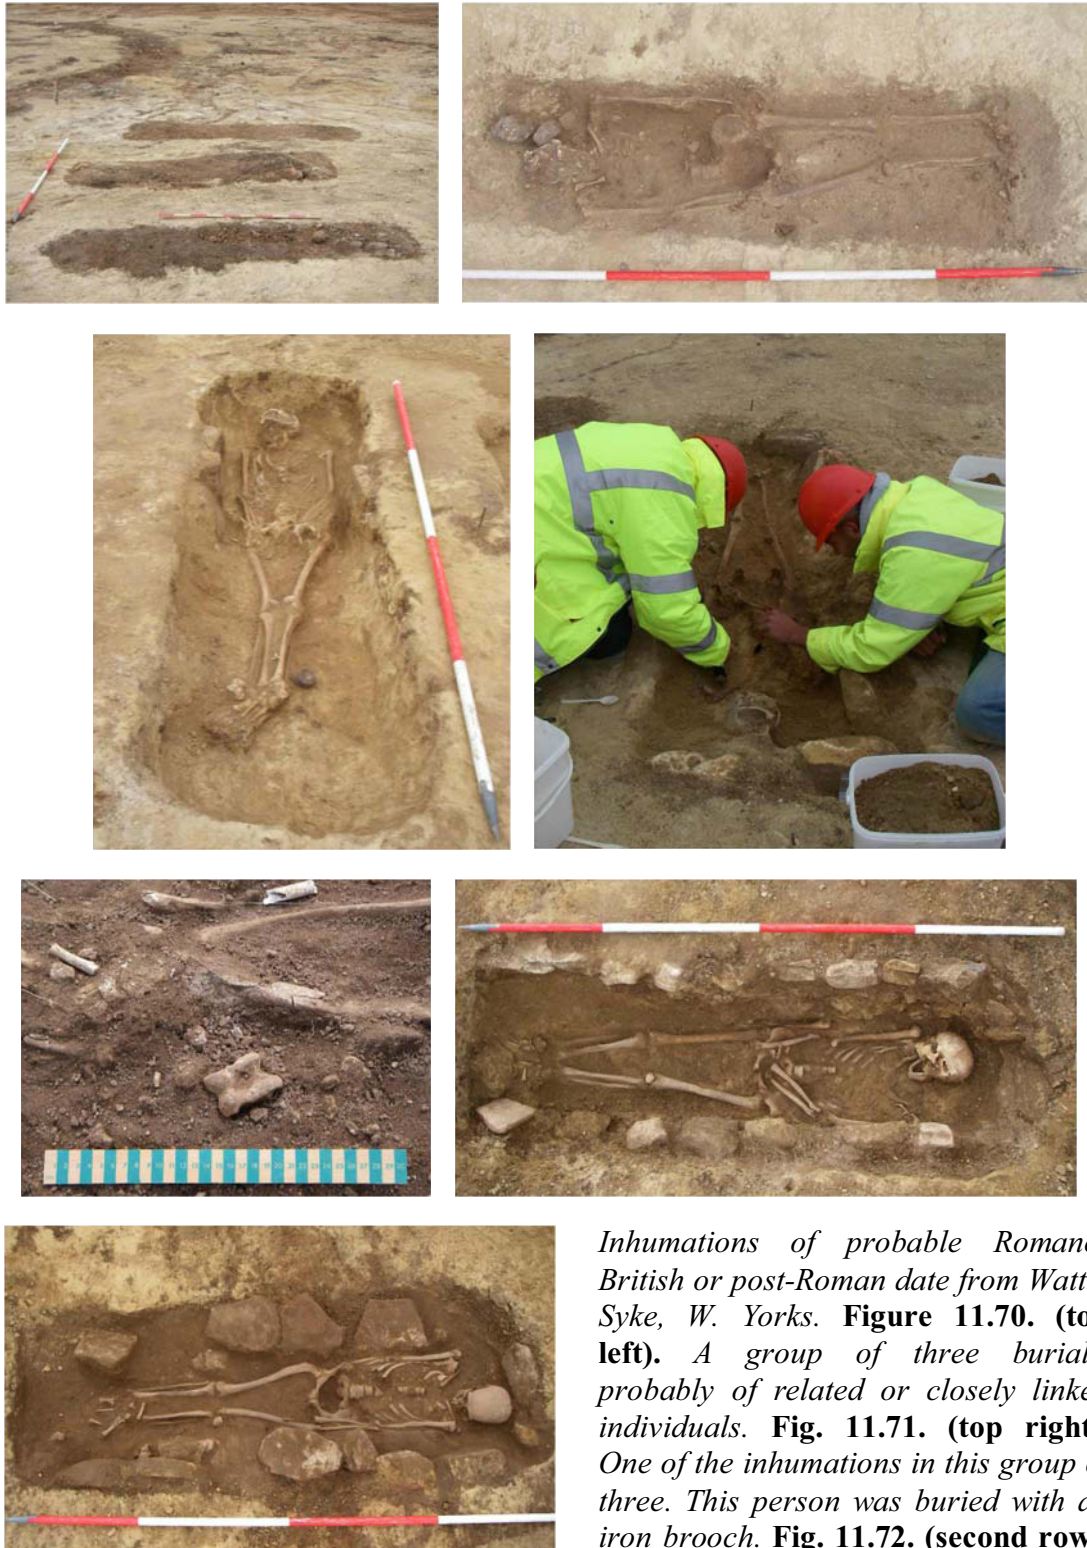 Inhumations of probable Romano
British or post-Roman date from Watt
Syke, W. Yorks. Figure 11.70. (to
left). A group of three burial
probably of related or closely linke
individuals. Fig. 11.71. (top right
One of the inhumations in this group
three. This person was buried with
iron brooch. Fig. 11.72. (second row